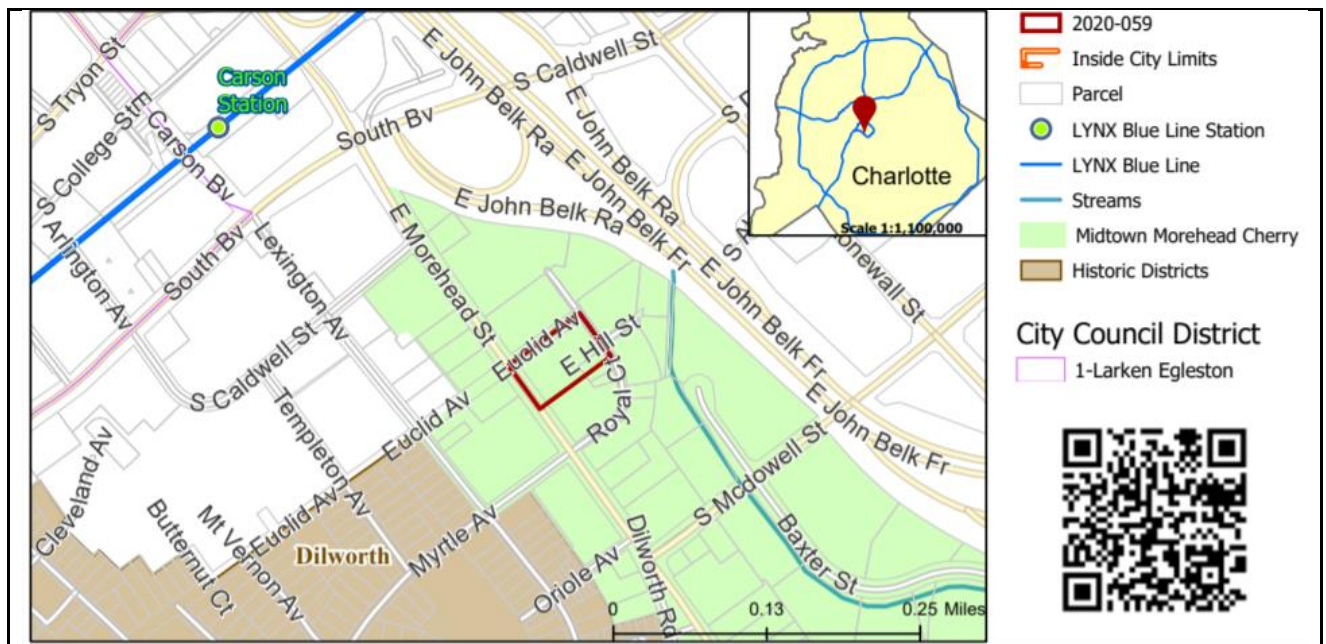 S Tryon St
S College Str
E Carson Bv
Carson
Station
S Arlington Av
South Bv
South Bv
Lexington Av
S Caldwell St
S Caldwell St
E John Belk Ra
E John Belk Ra
E John Belk Fr
E John Belk Ra
E John Belk Fr
E John Belk Fr
E Morehead St
Euclid Av
E Hill St
Royal
Euclid Av
Templeton Av
Cleveland Av
Butternut Ct
Mt Vernon Av
Euclid Av
Dilworth
Myrtle Av
Oriole Av
Dilworth Rd
S Mcdowell St
Baxter St
0 0.13 0.25 Miles
Charlotte
Scale 1:1,100,000
2020-059
Inside City Limits
Parcel
LYNX Blue Line Station
LYNX Blue Line
Streams
Midtown Morehead Cherry
Historic Districts
City Council District
1-Larken Egleston